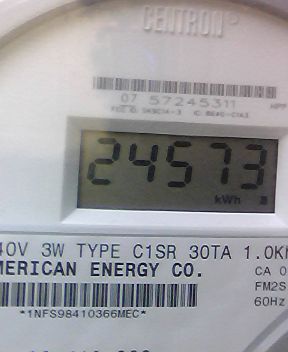 CENTRON®
07 57245311
24573
kWh
40V 3W TYPE C1SR 30TA 1.0K
MERICAN ENERGY CO.
CA 0
FM2S
60Hz
*1NFS98410366MEC*